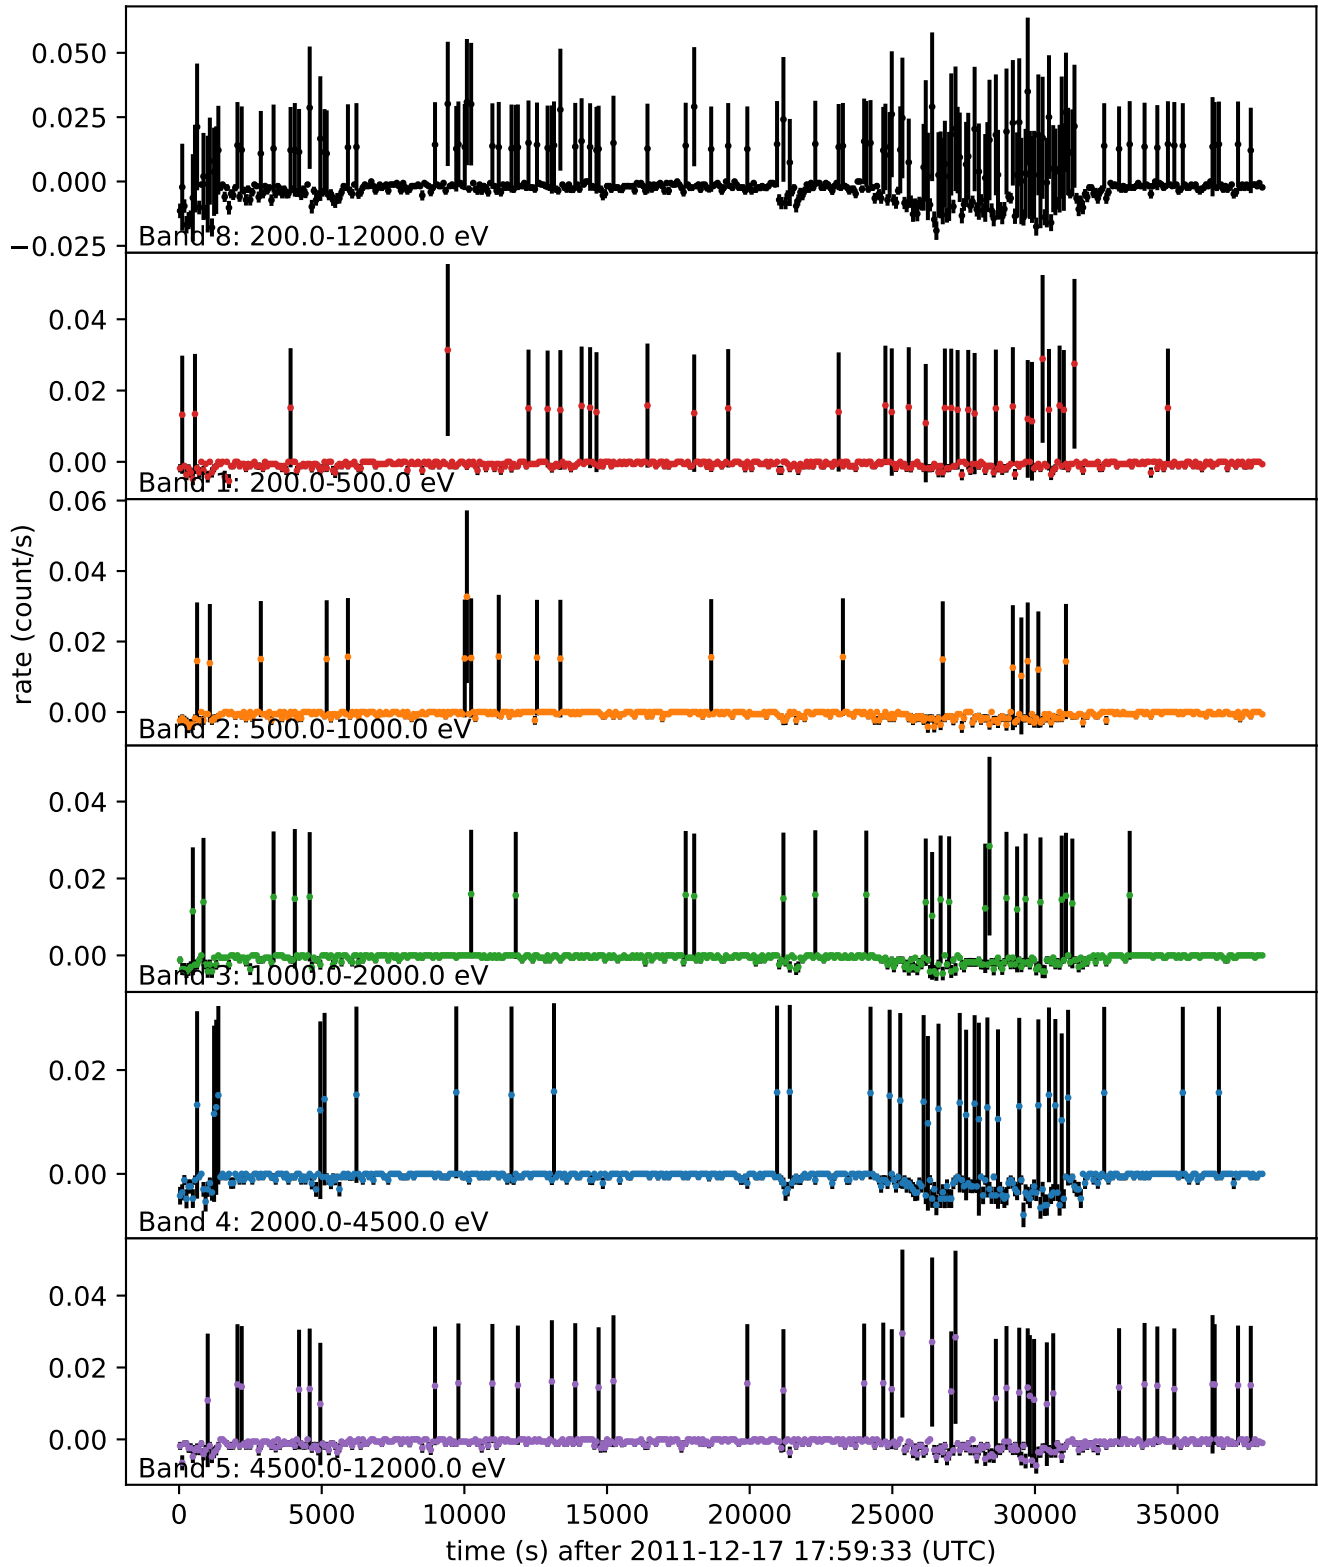 0.050
0.025
0.000
−0.025
Band 8: 200.0-12000.0 eV
0.04
0.02
0.00
Band 1: 200.0-500.0 eV
0.06
0.04
0.02
0.00
Band 2: 500.0-1000.0 eV
rate (count/s)
0.04
0.02
0.00
Band 3: 1000.0-2000.0 eV
0.02
0.00
Band 4: 2000.0-4500.0 eV
0.04
0.02
0.00
Band 5: 4500.0-12000.0 eV
0 5000 10000 15000 20000 25000 30000 35000
time (s) after 2011-12-17 17:59:33 (UTC)